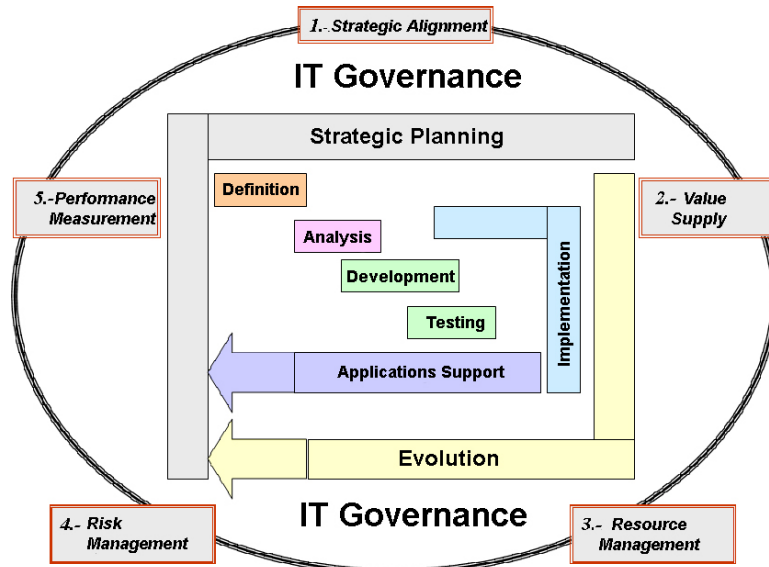 1.-Strategic Alignment
IT Governance
Strategic Planning
Definition
5.-Performance
Measurement
2.- Value
Supply
Analysis
Development
Implementation
Testing
Applications Support
Evolution
IT Governance
4.- Risk
Management
3.- Resource
Management